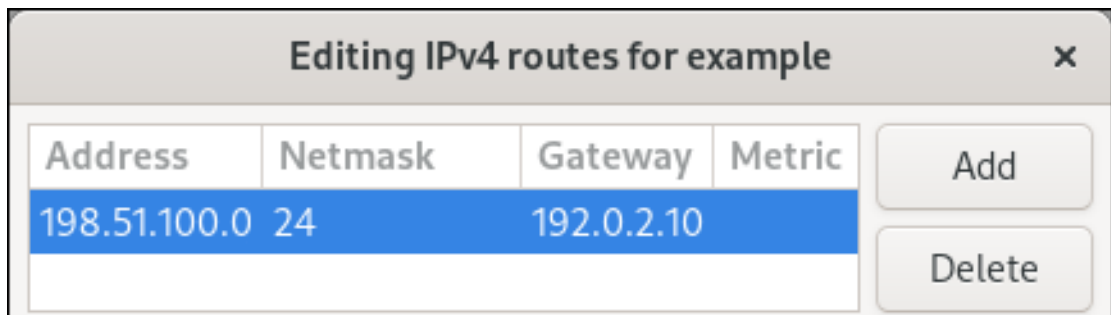 Editing IPv4 routes for example ×
Address Netmask Gateway Metric
Add
198.51.100.0 24 192.0.2.10
Delete